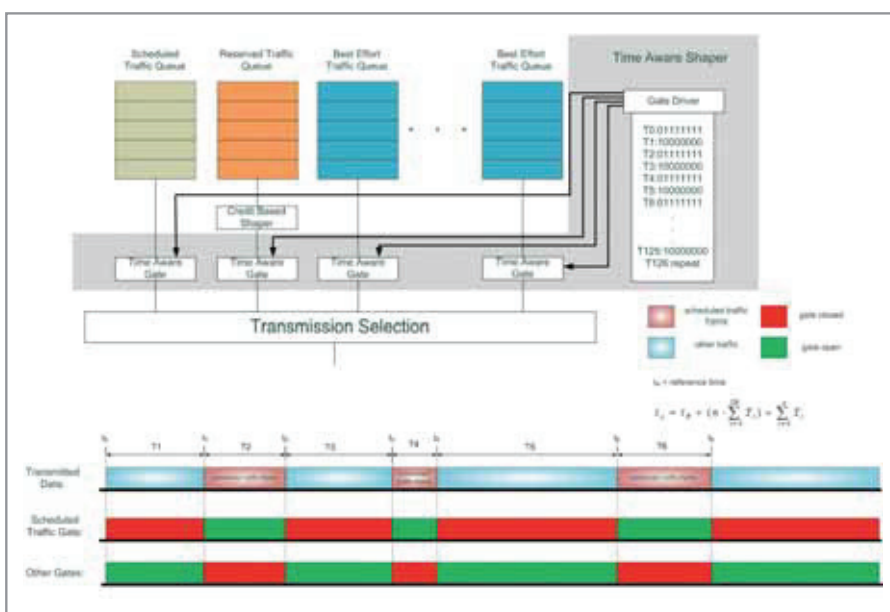 Scheduled
Traffic Queue
Reserved Traffic
Queue
Best Effort
Traffic Queue
Best Effort
Traffic Queue
Time Aware Shaper
Gate Driver
T0:01111111
T1:10000000
T2:01111111
T3:10000000
T4:01111111
T5:10000000
T6:01111111
T125:10000000
T126:repeat
Credit Based
Shaper
Time Aware
Gate
Time Aware
Gate
Time Aware
Gate
Time Aware
Gate
Transmission Selection
scheduled traffic
frame
gate closed
other traffic
gate open
= reference time
T1
T2
T3
T4
T5
T6
Transmitted
Data:
Scheduled
Traffic Gate:
Other Gates: